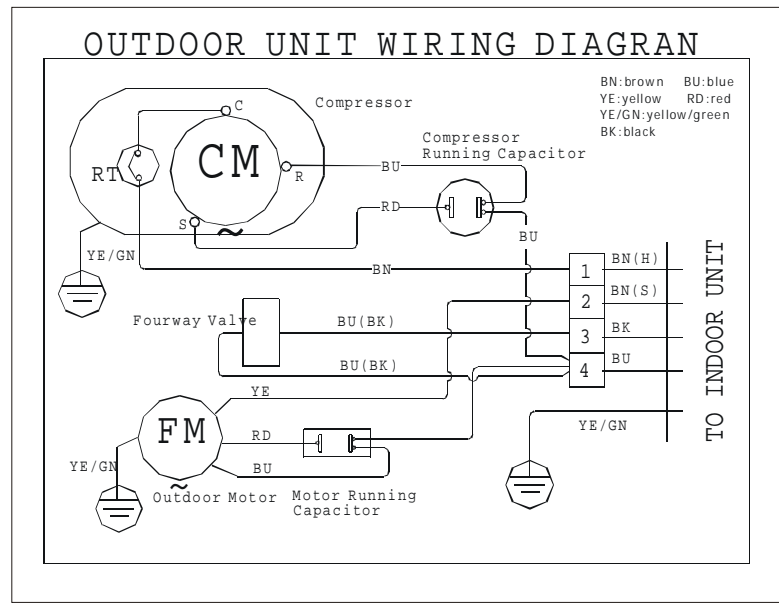 OUTDOOR UNIT WIRING DIAGRAN
BN:brown BU:blue
YE:yellow RD:red
YE/GN:yellow/green
BK:black
C
Compressor
Compressor
Running Capacitor
RT
CM
R
BU
S
RD
~
BU
YE/GN
BN
1
BN(H)
2
BN(S)
Fourway Valve
BU(BK)
3
BK
BU(BK)
4
BU
TO INDOOR UNIT
YE
FM
RD
YE/GN
YE/GN
BU
~
Outdoor Motor
Motor Running
Capacitor